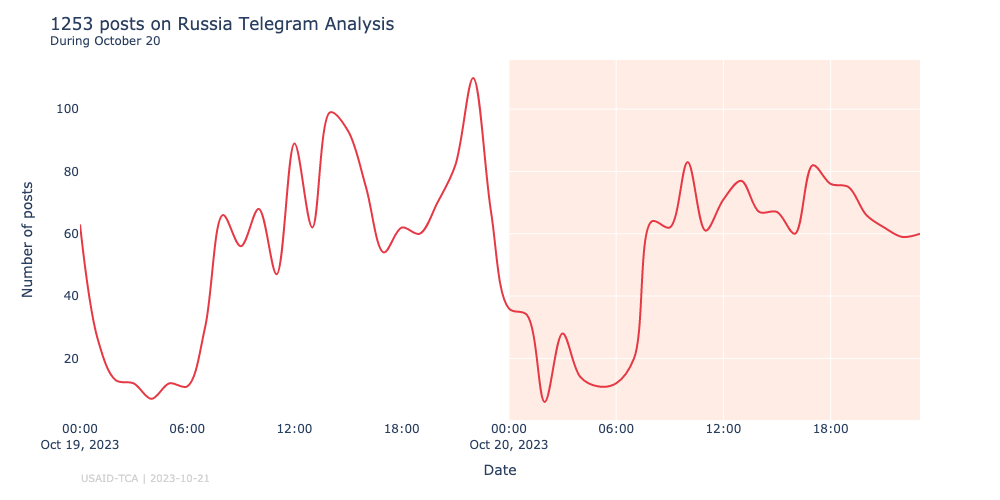 1253 posts on Russia Telegram Analysis
During October 20
Number of posts
100
80
60
40
20
00:00 06:00 12:00 18:00 00:00 06:00 12:00 18:00
Oct 19, 2023 Oct 20, 2023
Date
USAID-TCA | 2023-10-21